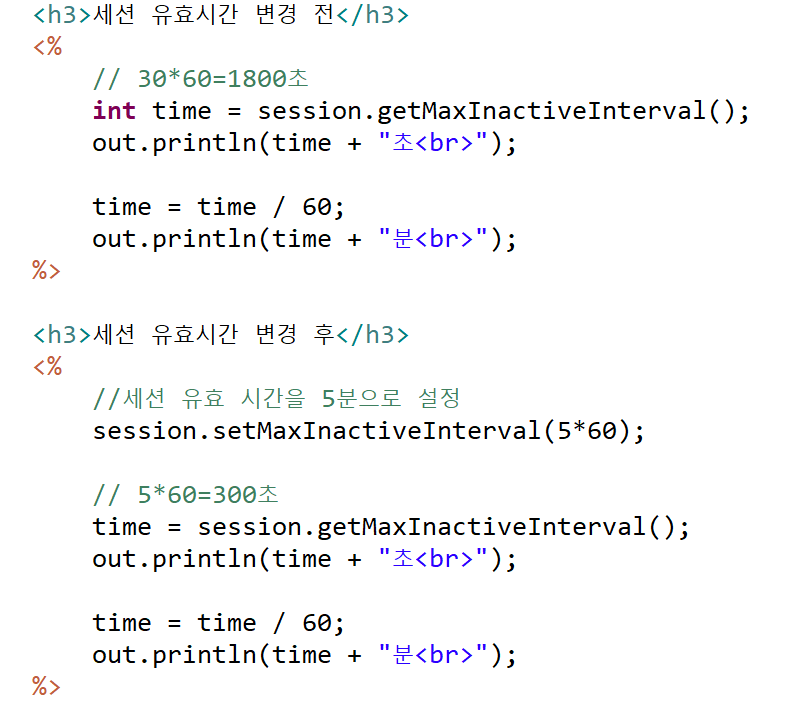 <h3>세션 유효시간 변경 전</h3>
<%
// 30*60=1800초
int time = session.getMaxInactiveInterval();
out.println(time + "초<br>");
time = time / 60;
out.println(time + "분<br>");
%>
<h3>세션 유효시간 변경 후</h3>
<%
//세션 유효 시간을 5분으로 설정
session.setMaxInactiveInterval(5*60);
// 5*60=300초
time = session.getMaxInactiveInterval();
out.println(time + "초<br>");
time = time / 60;
out.println(time + "분<br>");
%>